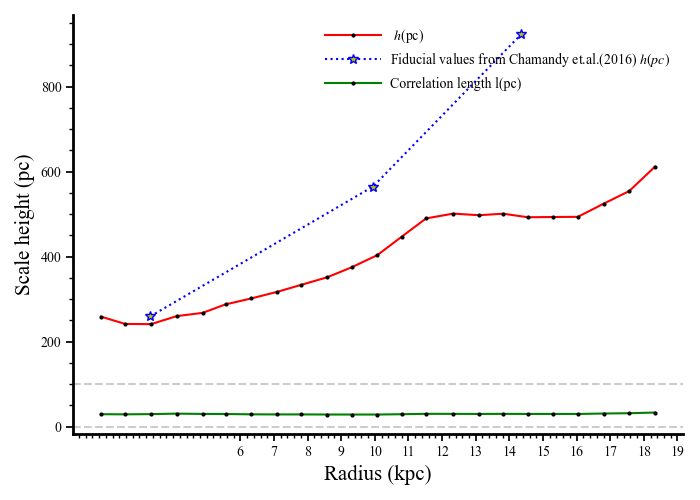 h(pc)
Fiducial values from Chamandy et.al.(2016) h(pc)
Correlation length l(pc)
Scale height (pc)
800
600
400
200
0
6 7 8 9 10 11 12 13 14 15 16 17 18 19
Radius (kpc)